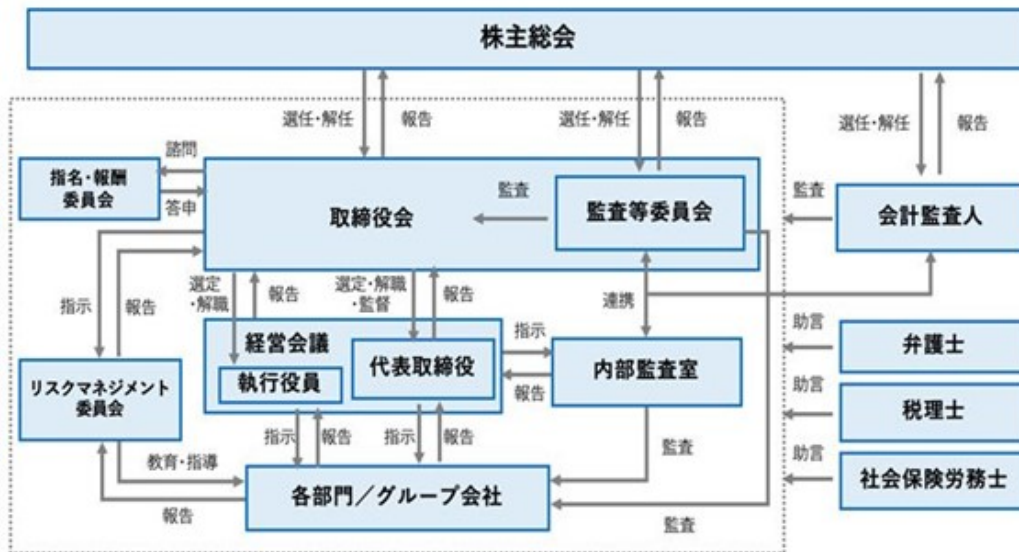 株主総会
選任・解任
報告
選任・解任
報告
選任・解任
報告
諮問
指名・報酬
委員会
答申
取締役会
監査
監査等委員会
監査
会計監査人
指示
報告
選定
・解職
報告
選定・解職
・監督
報告
連携
助言
弁護士
経営会議
執行役員
代表取締役
指示
報告
内部監査室
リスクマネジメント
委員会
助言
税理士
指示
報告
指示
報告
監査
教育・指導
報告
各部門／グループ会社
監査
助言
社会保険労務士